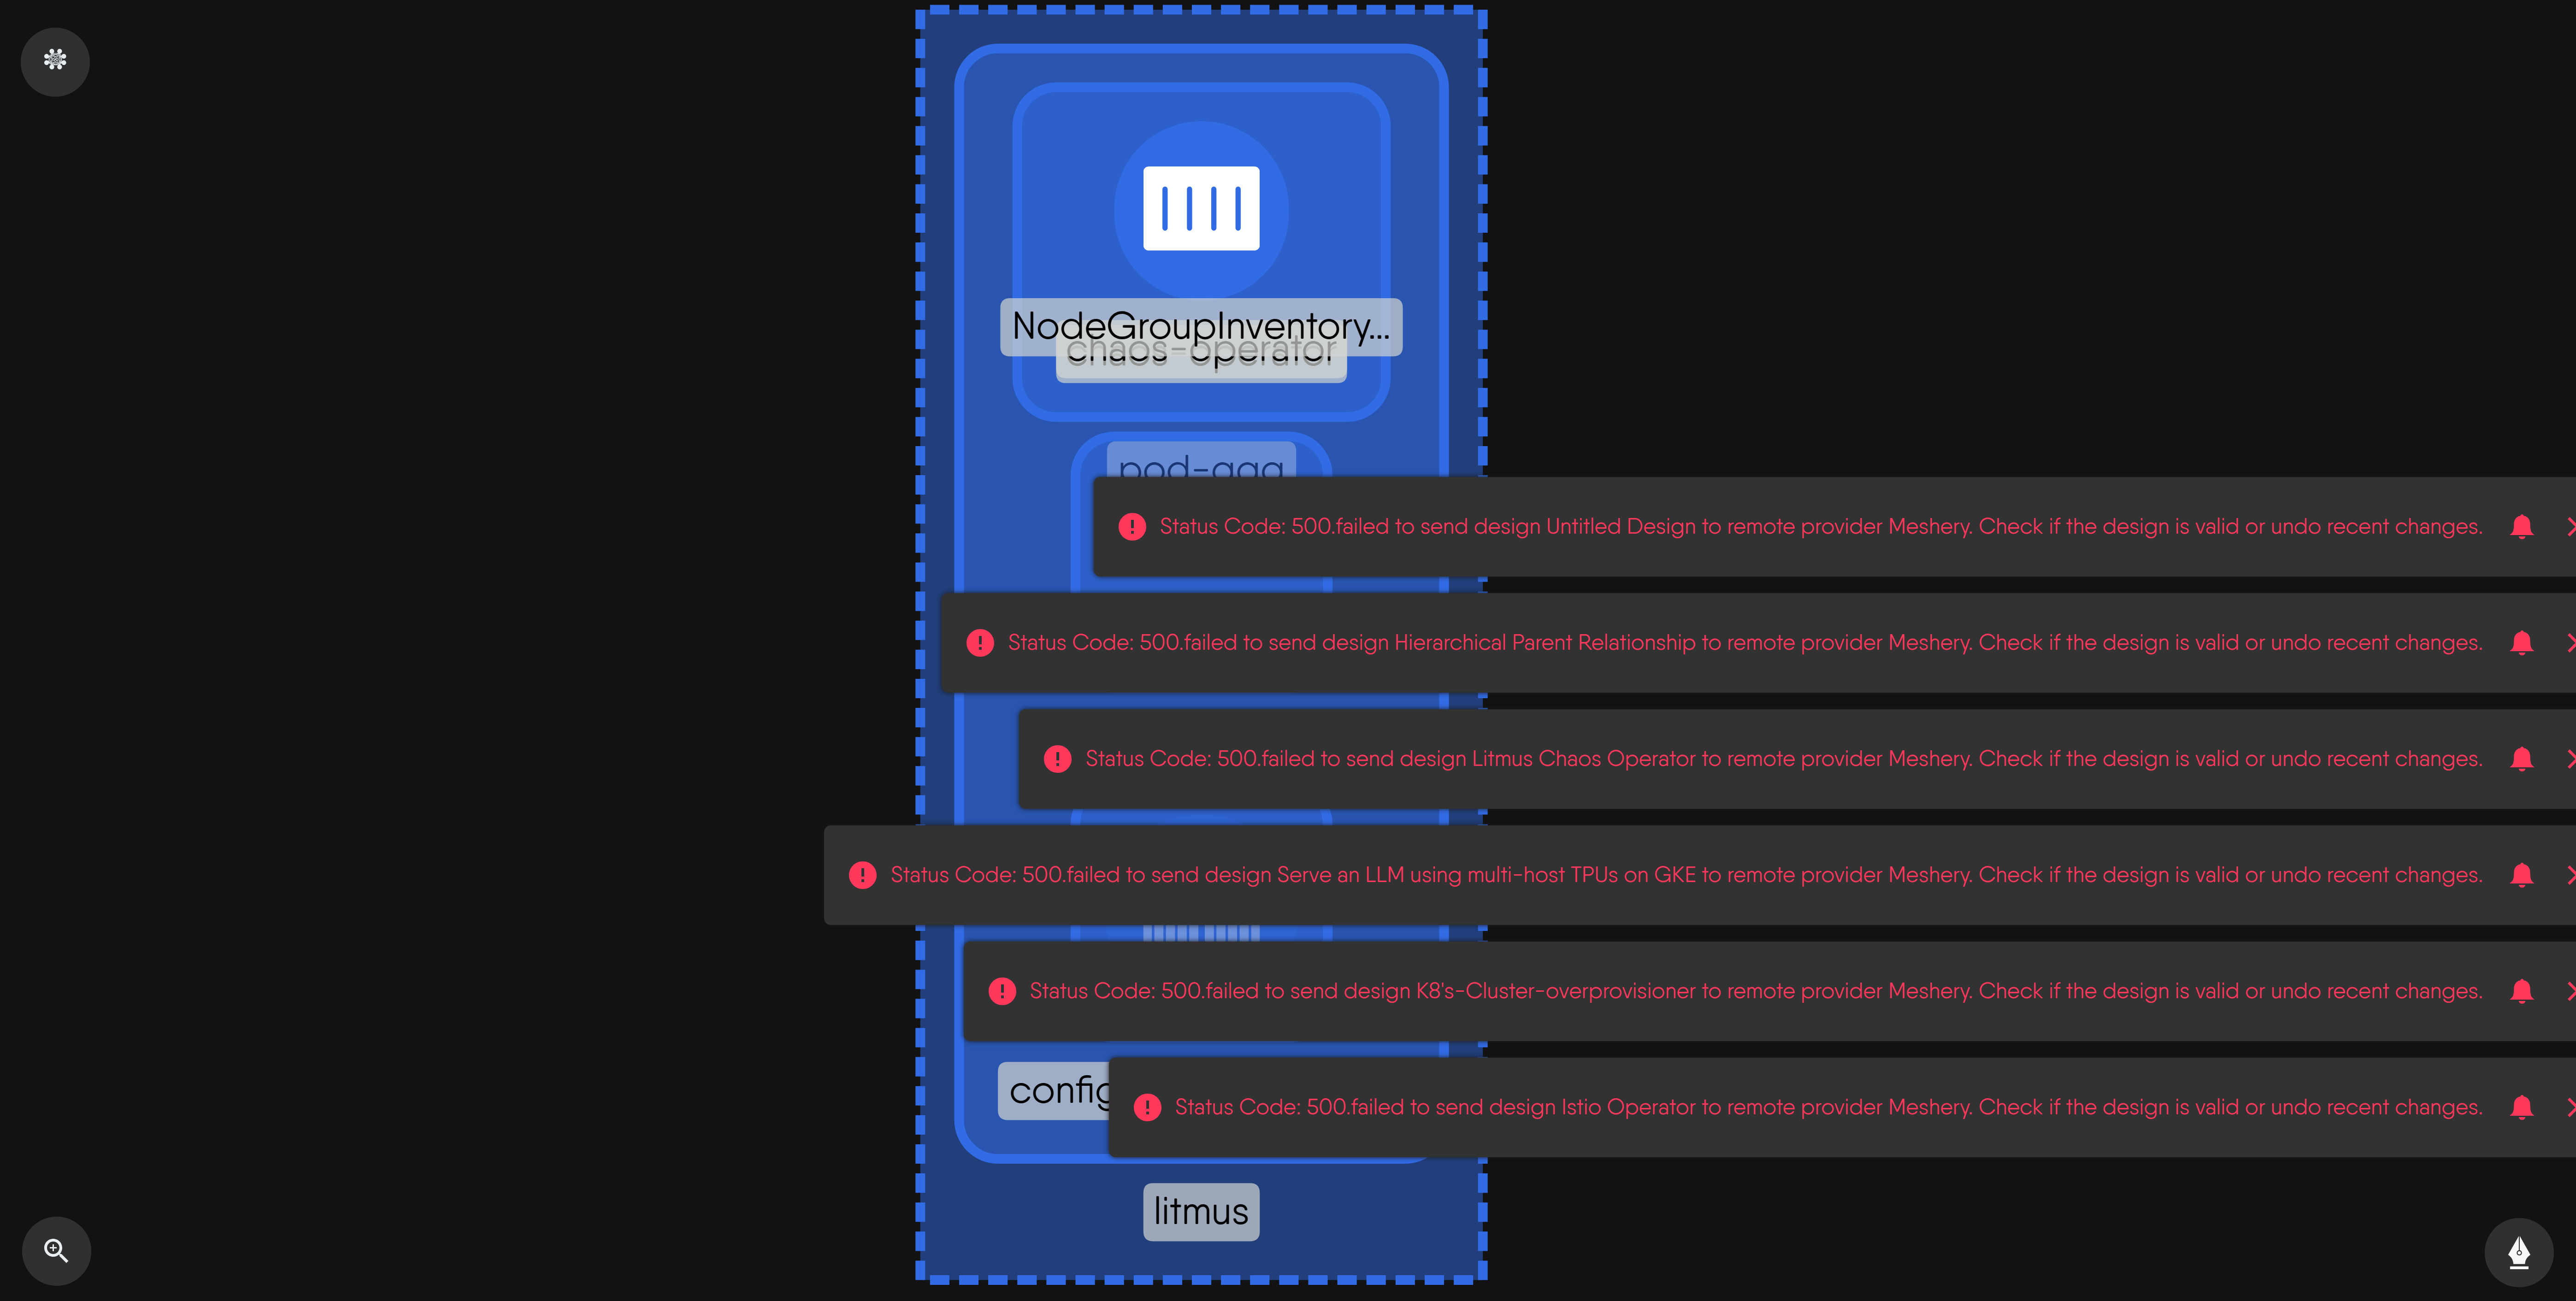 NodeGroupInventory...
chaos-operator
Status Code: 500.failed to send design Untitled Design to remote provider Meshery. Check if the design is valid or undo recent changes.
Status Code: 500.failed to send design Hierarchical Parent Relationship to remote provider Meshery. Check if the design is valid or undo recent changes.
Status Code: 500.failed to send design Litmus Chaos Operator to remote provider Meshery. Check if the design is valid or undo recent changes.
Status Code: 500.failed to send design Serve an LLM using multi-host TPUs on GKE to remote provider Meshery. Check if the design is valid or undo recent changes.
Status Code: 500.failed to send design K8's-Cluster-overprovisioner to remote provider Meshery. Check if the design is valid or undo recent changes.
config
Status Code: 500.failed to send design Istio Operator to remote provider Meshery. Check if the design is valid or undo recent changes.
litmus